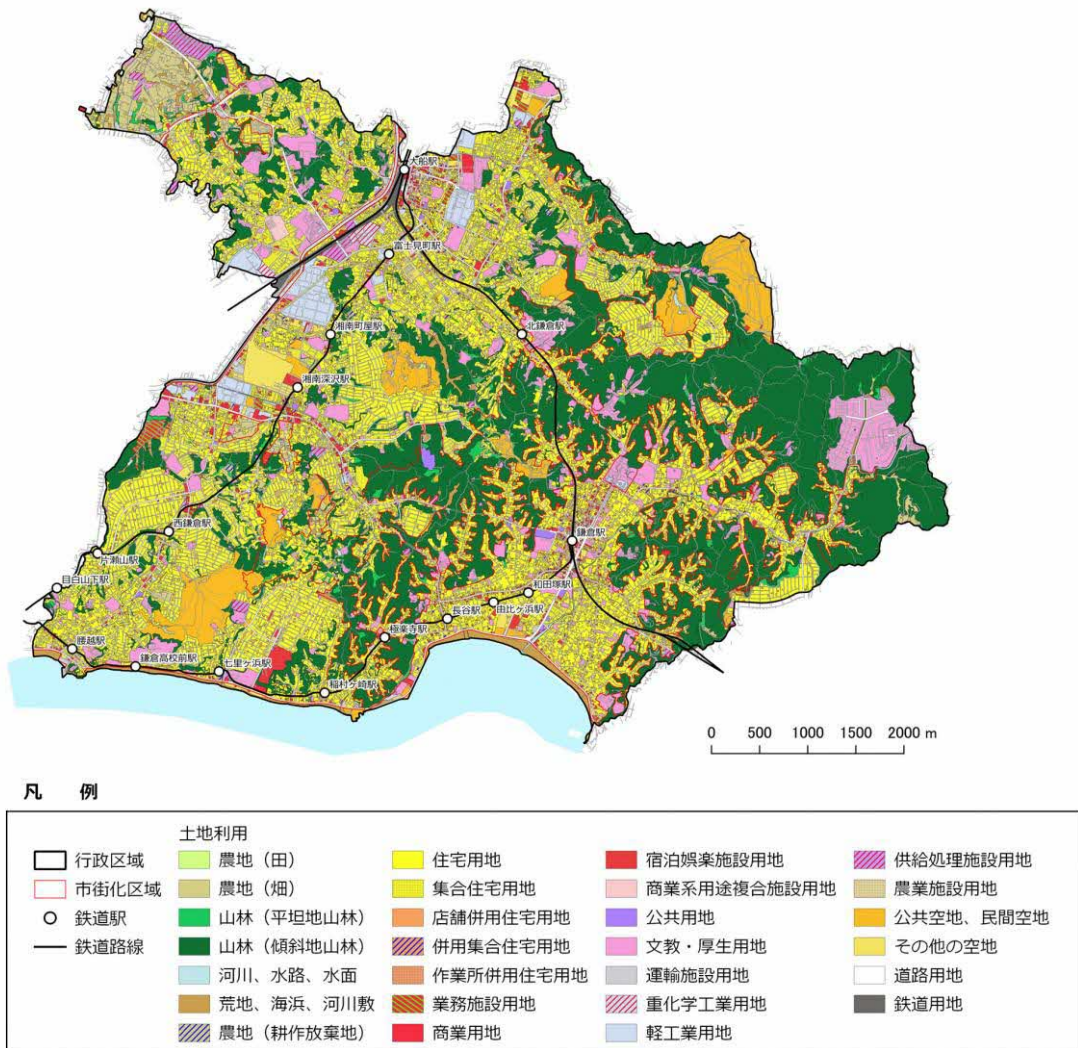 大船駅
富士見町駅
湘南町屋駅
北鎌倉駅
湘南深沢駅
西鎌倉駅
片瀬山駅
目白山下駅
鎌倉駅
和田塚駅
由比ヶ浜駅
長谷駅
極楽寺駅
腰越駅
鎌倉高校前駅
七里ヶ浜駅
稲村ヶ崎駅
0 500 1000 1500 2000 m
凡 例
土地利用
行政区域 農地（田） 住宅用地 宿泊娯楽施設用地 供給処理施設用地
市街化区域 農地（畑） 集合住宅用地 商業系用途複合施設用地 農業施設用地
鉄道駅 山林（平坦地山林） 店舗併用住宅用地 公共用地 公共空地、民間空地
鉄道路線 山林（傾斜地山林） 併用集合住宅用地 文教・厚生用地 その他の空地
河川、水路、水面 作業所併用住宅用地 運輸施設用地 道路用地
荒地、海浜、河川敷 業務施設用地 重化学工業用地 鉄道用地
農地（耕作放棄地） 商業用地 軽工業用地